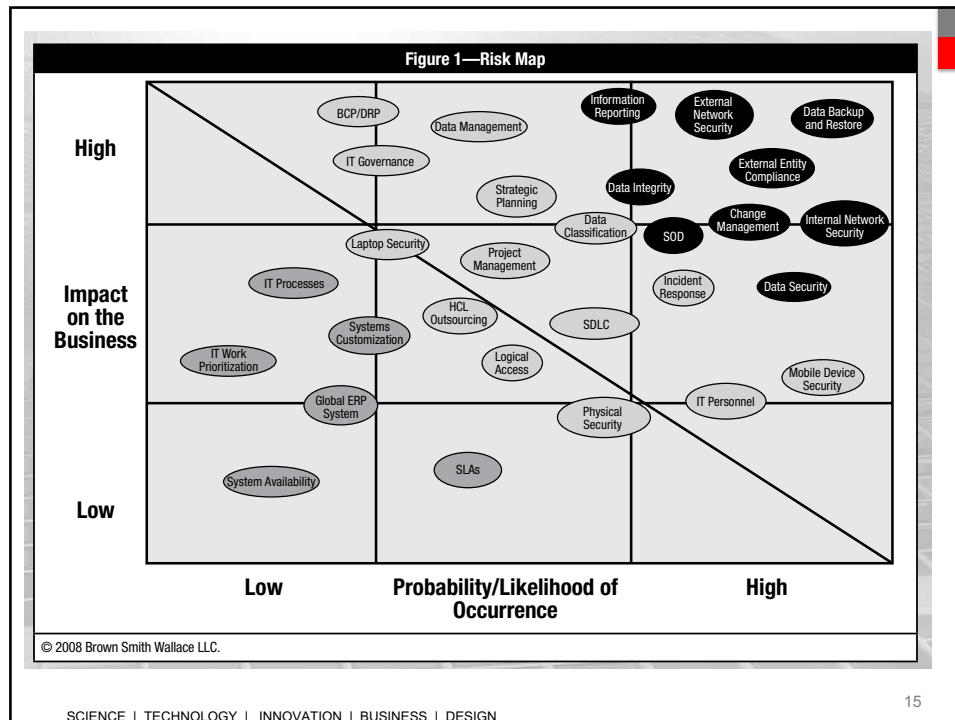 Figure 1—Risk Map
High
Impact
on the
Business
Low
BCP/DRP
Data Management
Information
Reporting
External
Network
Security
Data Backup
and Restore
IT Governance
External Entity
Compliance
Strategic
Planning
Data Integrity
Data
Classification
SOD
Change
Management
Internal Network
Security
Laptop Security
Project
Management
IT Processes
Incident
Response
Data Security
HCL
Outsourcing
SDLC
Systems
Customization
IT Work
Prioritization
Logical
Access
Mobile Device
Security
Global ERP
System
Physical
Security
IT Personnel
System Availability
SLAs
Low
Probability/Likelihood of
Occurrence
High
© 2008 Brown Smith Wallace LLC.
15
SCIENCE | TECHNOLOGY | INNOVATION | BUSINESS | DESIGN